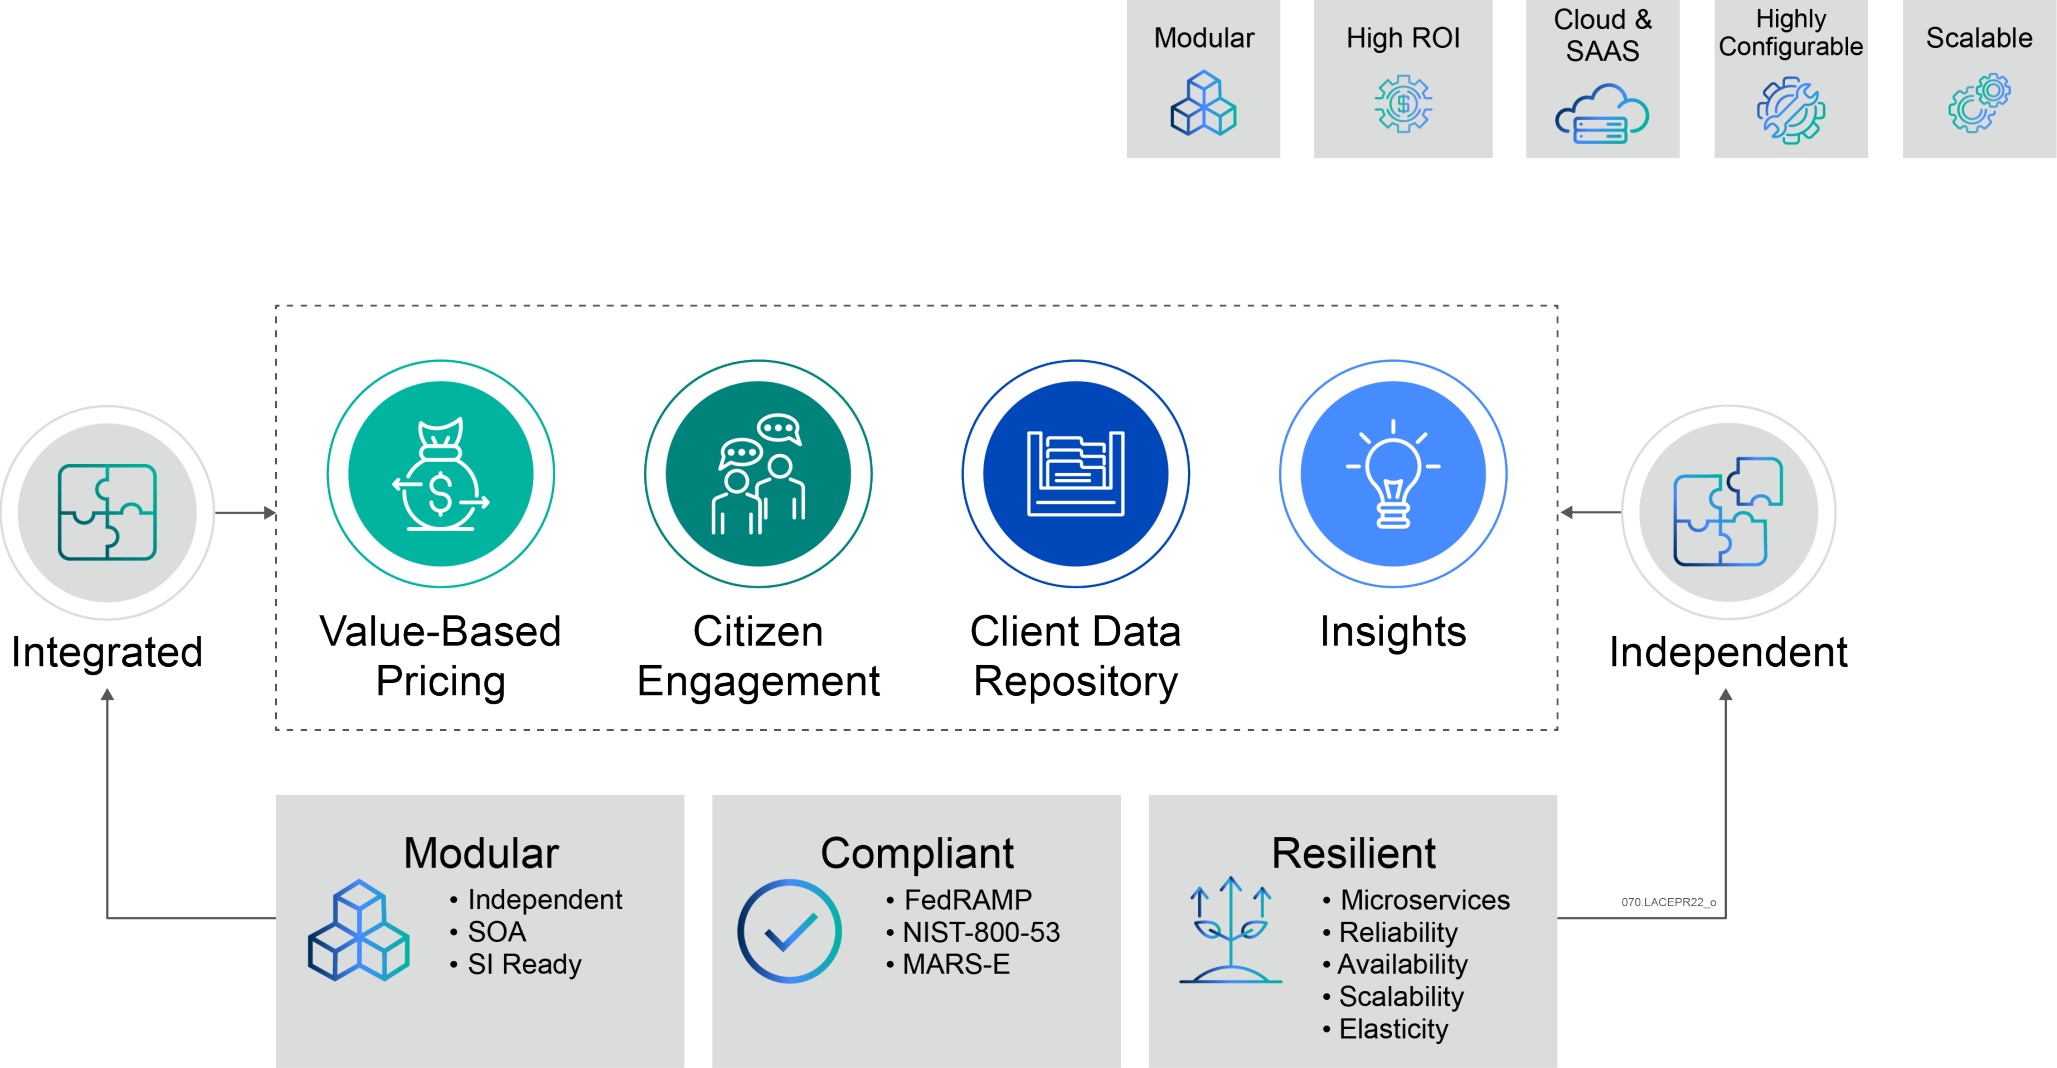 Modular
High ROI
Cloud &
SAAS
Highly
Configurable
Scalable
Integrated
Value-Based
Pricing
Citizen
Engagement
Client Data
Repository
Insights
Independent
Modular
• Independent
• SOA
• SI Ready
Compliant
• FedRAMP
• NIST-800-53
• MARS-E
Resilient
• Microservices
• Reliability
• Availability
• Scalability
• Elasticity
070.LACEPR22_o